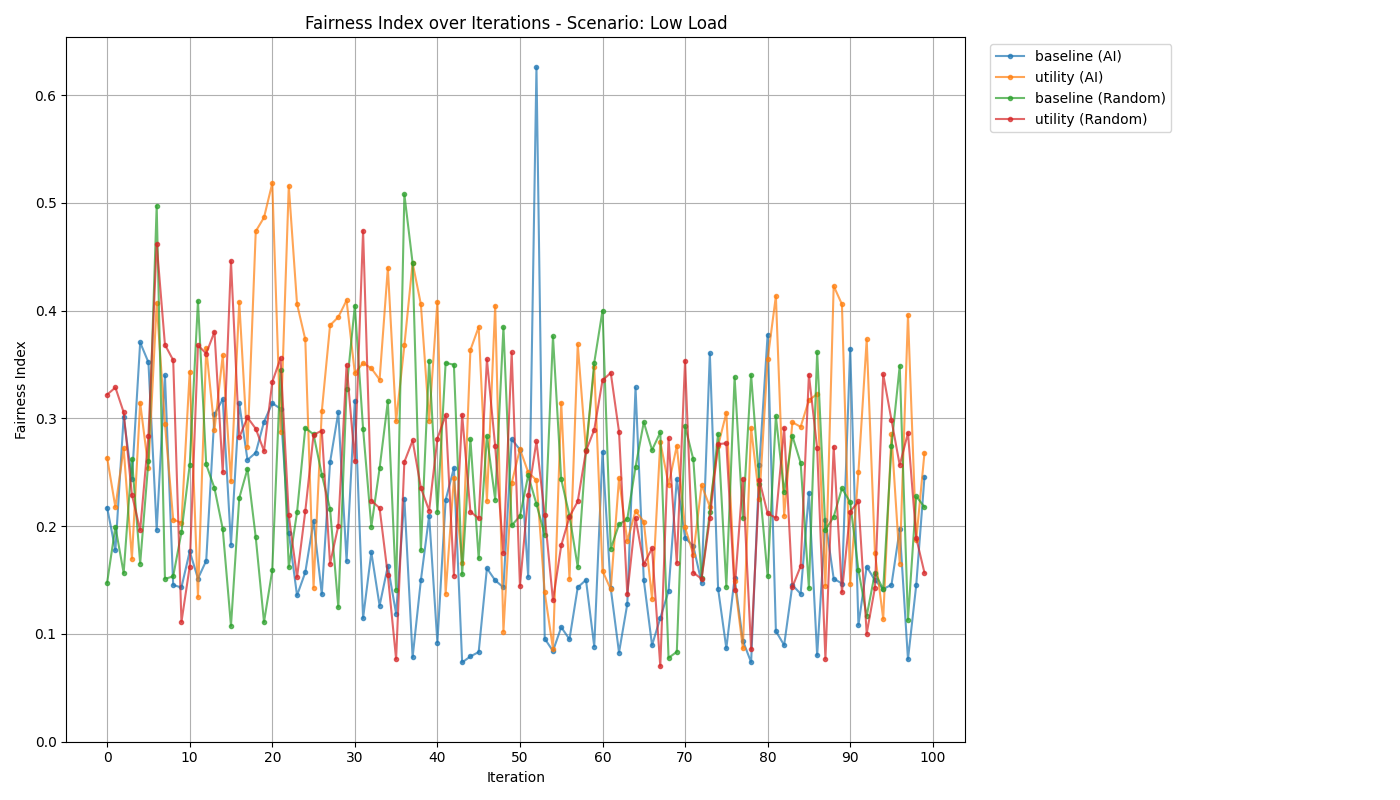 Fairness Index over Iterations - Scenario: Low Load
baseline (AI)
utility (AI)
baseline (Random)
utility (Random)
Fairness Index
0.6
0.5
0.4
0.3
0.2
0.1
0.0
0 10 20 30 40 50 60 70 80 90 100
Iteration